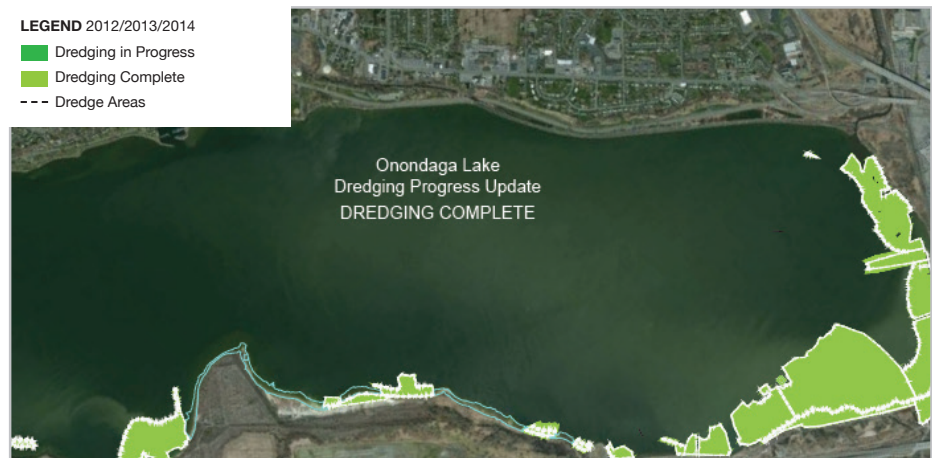 LEGEND 2012/2013/2014
Dredging in Progress
Dredging Complete
Dredge Areas
Onondaga Lake
Dredging Progress Update
DREDGING COMPLETE